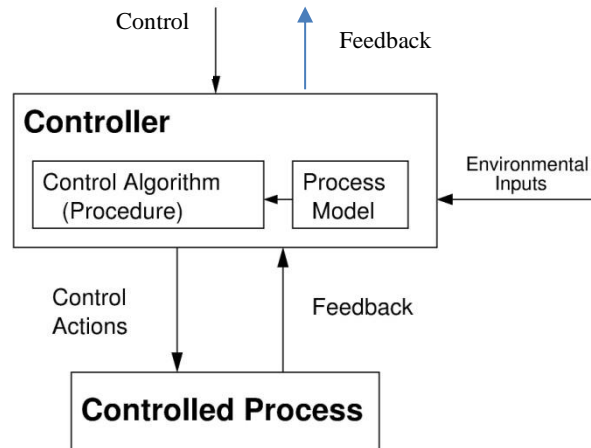 Control
Feedback
Controller
Control Algorithm
(Procedure)
Process
Model
Environmental
Inputs
Control
Actions
Feedback
Controlled Process